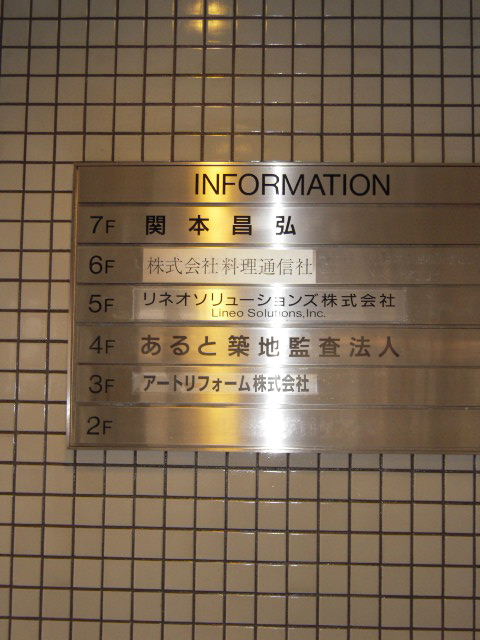 INFORMATION
7F 関本昌弘
6F 株式会社料理通信社
5F リネオソリューションズ株式会社
Lineo Solutions,Inc.
4F あると築地監査法人
3F アートリフォーム株式会社
2F